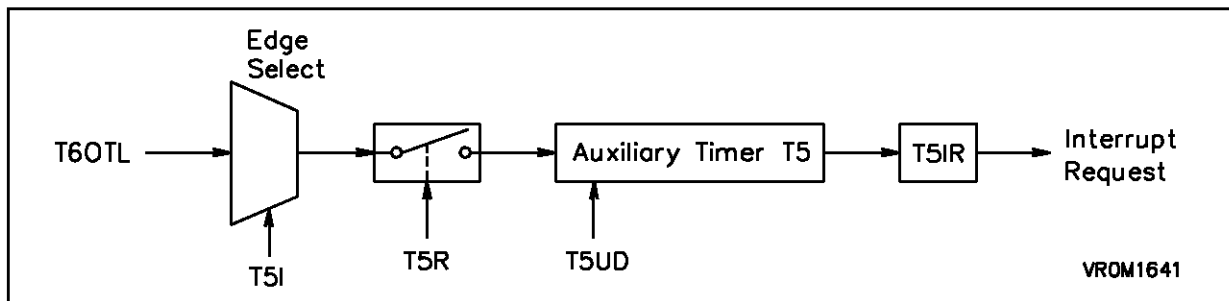 Edge
Select
T6OTL
Auxiliary Timer T5
T5IR
Interrupt
Request
T5I
T5R
T5UD
VR0M1641